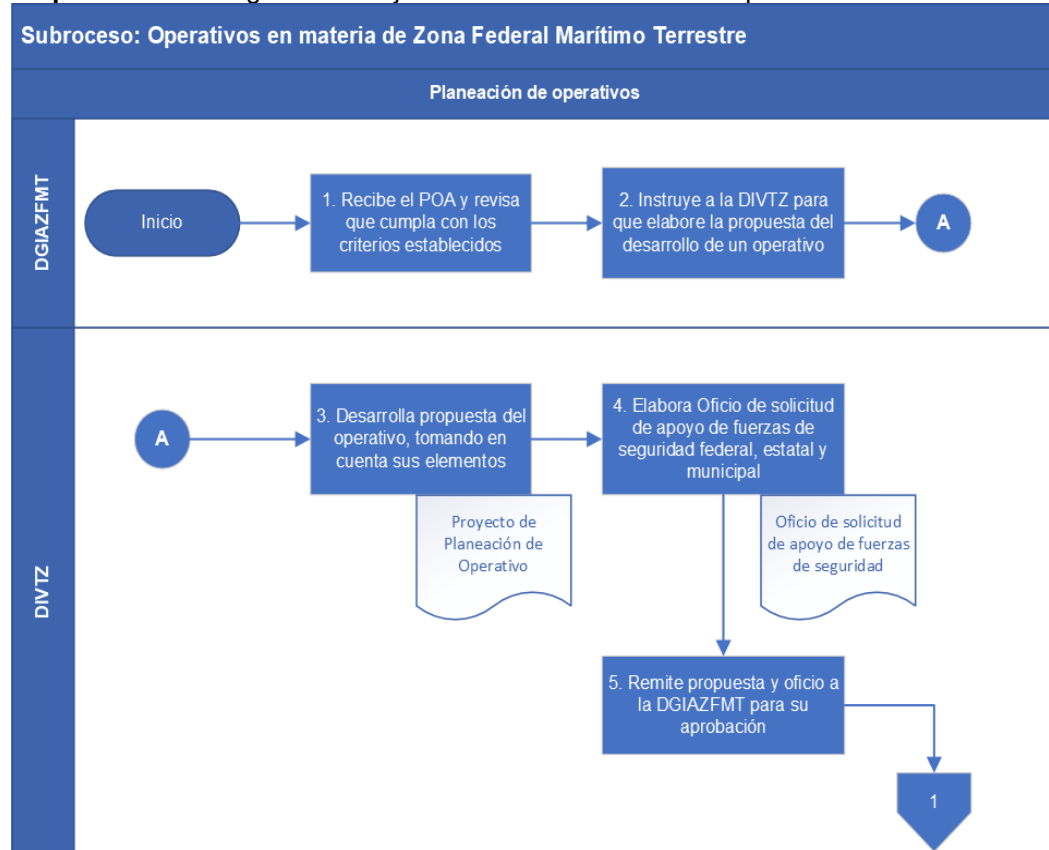 Subroceso: Operativos en materia de Zona Federal Marítimo Terrestre
Planeación de operativos
DGIAZFMT
Inicio
1. Recibe el POA y revisa
que cumpla con los
criterios establecidos
2. Instruye a la DIVTZ para
que elabore la propuesta del
desarrollo de un operativo
A
DIVTZ
A
3. Desarrolla propuesta del
operativo, tomando en
cuenta sus elementos
Proyecto de
Planeación de
Operativo
4. Elabora Oficio de solicitud
de apoyo de fuerzas de
seguridad federal, estatal y
municipal
Oficio de solicitud
de apoyo de fuerzas
de seguridad
5. Remite propuesta y oficio a
la DGIAZFMT para su
aprobación
1